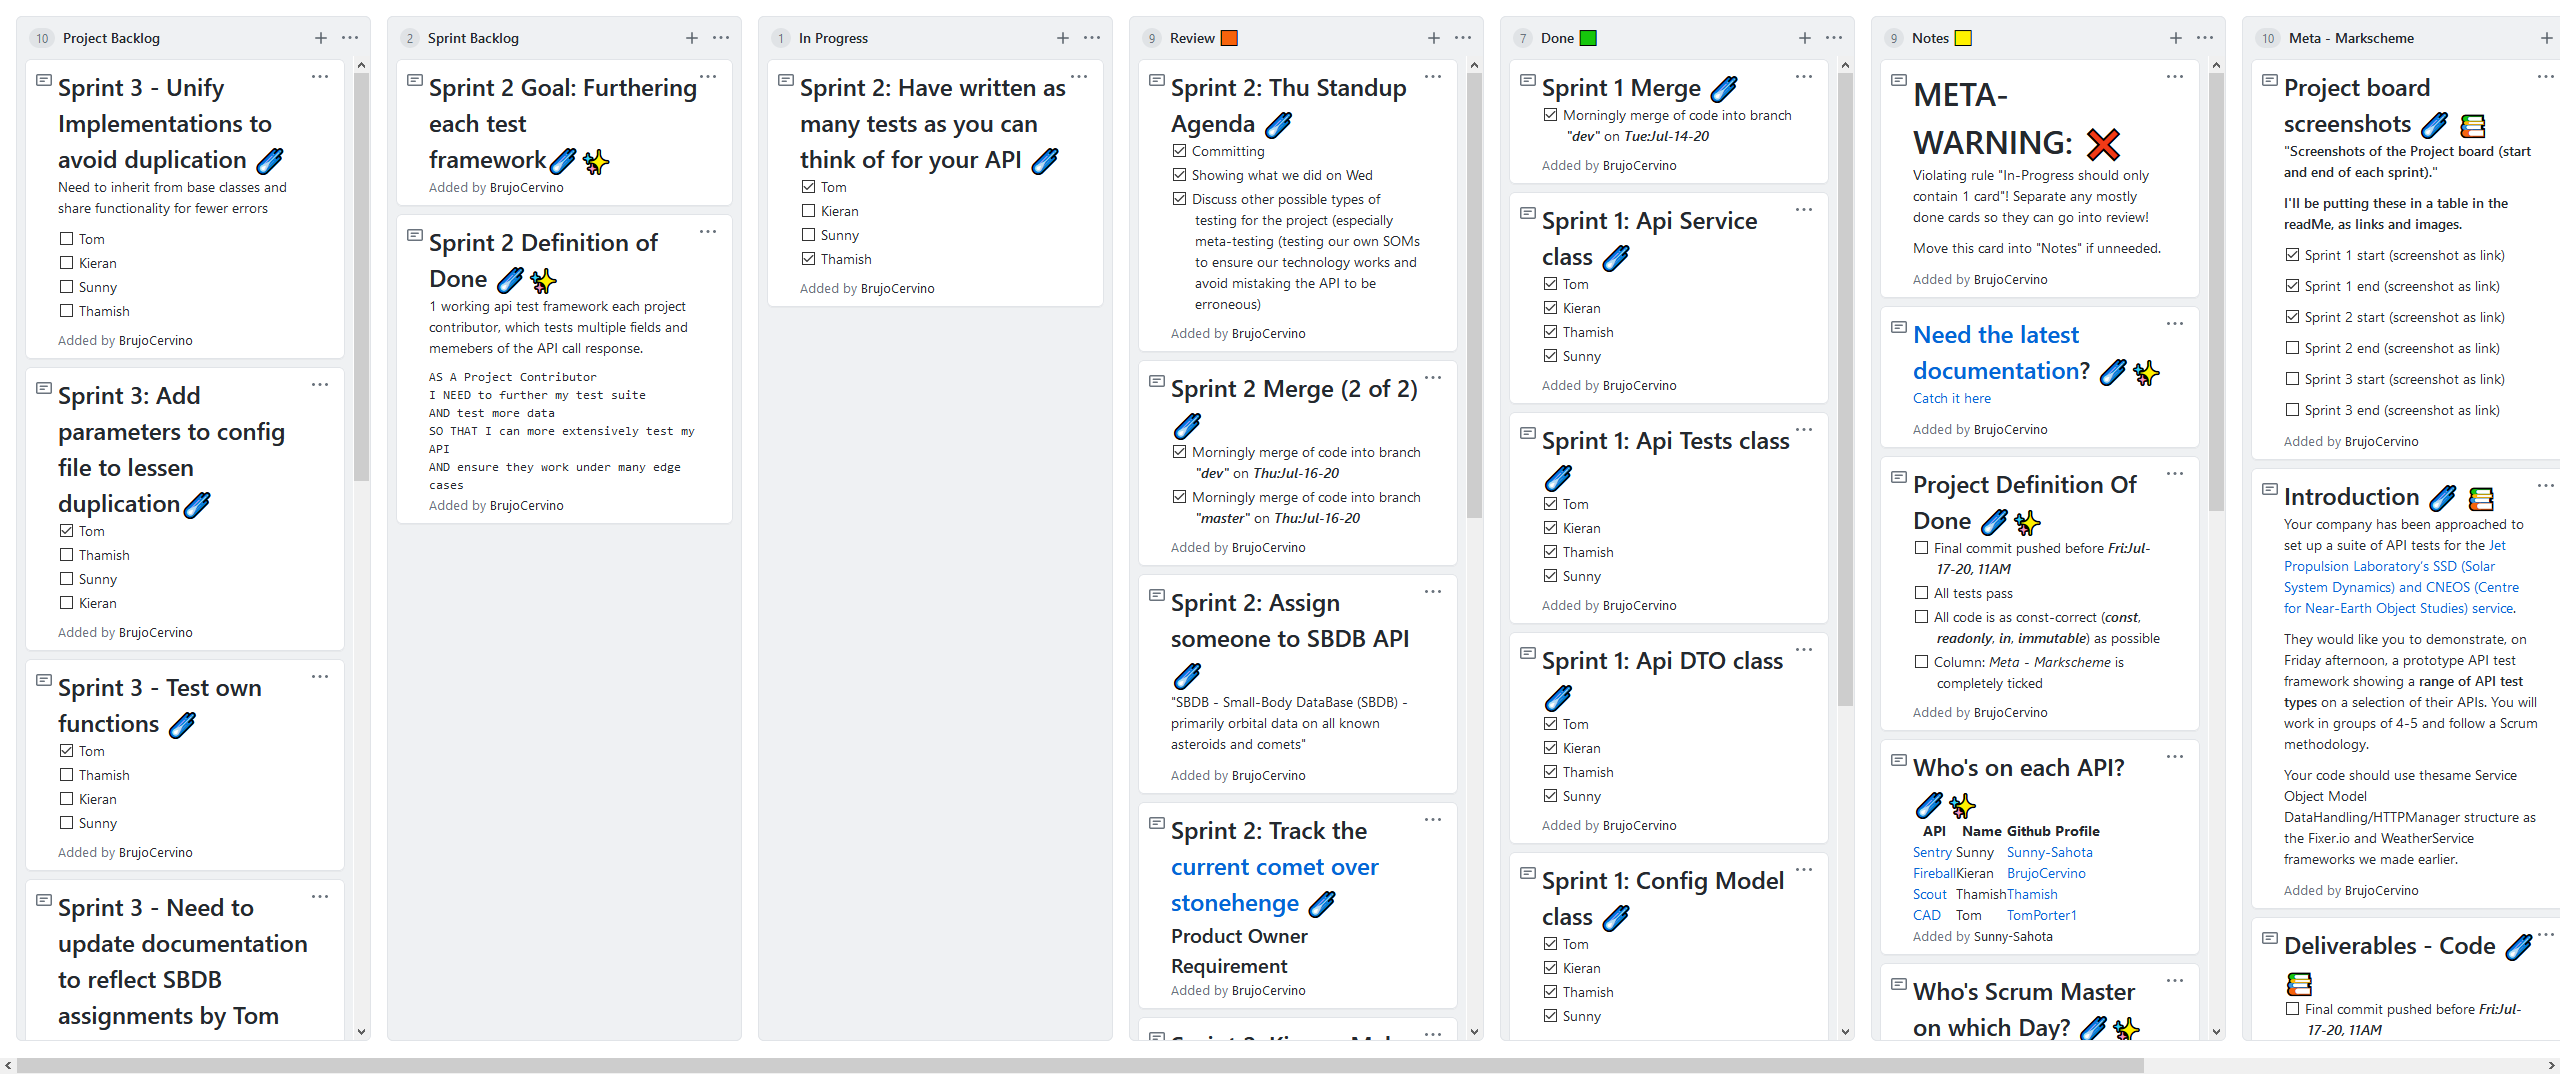 10 Project Backlog
Sprint 3 - Unify
Implementations to
avoid duplication
Need to inherit from base classes and
share functionality for fewer errors
Tom
Kieran
Sunny
Thamish
Added by BrujoCervino
Sprint 3: Add
parameters to config
file to lessen
duplication
Tom
Thamish
Sunny
Kieran
Added by BrujoCervino
Sprint 3 - Test own
functions
Tom
Thamish
Kieran
Sunny
Added by BrujoCervino
Sprint 3 - Need to
update documentation
to reflect SBDB
assignments by Tom
2 Sprint Backlog
Sprint 2 Goal: Furthering
each test
framework
Added by BrujoCervino
Sprint 2 Definition of
Done
1 working api test framework each project
contributor, which tests multiple fields and
memebers of the API call response.
AS A Project Contributor
I NEED to further my test suite
AND test more data
SO THAT I can more extensively test my
API
AND ensure they work under many edge
cases
Added by BrujoCervino
1 In Progress
Sprint 2: Have written as
many tests as you can
think of for your API
Tom
Kieran
Sunny
Thamish
Added by BrujoCervino
9 Review
Sprint 2: Thu Standup
Agenda
Committing
Showing what we did on Wed
Discuss other possible types of
testing for the project (especially
meta-testing (testing our own SOMs
to ensure our technology works and
avoid mistaking the API to be
erroneous)
Added by BrujoCervino
Sprint 2 Merge (2 of 2)
Morningly merge of code into branch
"dev" on Thu:Jul-16-20
Morningly merge of code into branch
"master" on Thu:Jul-16-20
Added by BrujoCervino
Sprint 2: Assign
someone to SBDB API
"SBDB - Small-Body DataBase (SBDB) -
primarily orbital data on all known
asteroids and comets"
Added by BrujoCervino
Sprint 2: Track the
current comet over
stonehenge
Product Owner
Requirement
Added by BrujoCervino
7 Done
Sprint 1 Merge
Morningly merge of code into branch
"dev" on Tue:Jul-14-20
Added by BrujoCervino
Sprint 1: Api Service
class
Tom
Kieran
Thamish
Sunny
Added by BrujoCervino
Sprint 1: Api Tests class
Tom
Kieran
Thamish
Sunny
Added by BrujoCervino
Sprint 1: Api DTO class
Tom
Kieran
Thamish
Sunny
Added by BrujoCervino
Sprint 1: Config Model
class
Tom
Kieran
Thamish
Sunny
9 Notes
META-
WARNING:
Violating rule "In-Progress should only
contain 1 card"! Separate any mostly
done cards so they can go into review!
Move this card into "Notes" if unneeded.
Added by BrujoCervino
Need the latest
documentation?
Catch it here
Added by BrujoCervino
Project Definition Of
Done
Final commit pushed before Fri:Jul-
17-20, 11AM
All tests pass
All code is as const-correct (const,
readonly, in, immutable) as possible
Column: Meta - Markscheme is
completely ticked
Added by BrujoCervino
Who's on each API?
API Name Github Profile
Sentry Sunny Sunny-Sahota
Fireball Kieran BrujoCervino
Scout Thamish Thamish
CAD Tom TomPorter1
Added by Sunny-Sahota
Who's Scrum Master
on which Day?
10 Meta - Markscheme
Project board
screenshots
"Screenshots of the Project board (start
and end of each sprint)."
I'll be putting these in a table in the
readMe, as links and images.
Sprint 1 start (screenshot as link)
Sprint 1 end (screenshot as link)
Sprint 2 start (screenshot as link)
Sprint 2 end (screenshot as link)
Sprint 3 start (screenshot as link)
Sprint 3 end (screenshot as link)
Added by BrujoCervino
Introduction
Your company has been approached to
set up a suite of API tests for the Jet
Propulsion Laboratory's SSD (Solar
System Dynamics) and CNEOS (Centre
for Near-Earth Object Studies) service.
They would like you to demonstrate, on
Friday afternoon, a prototype API test
framework showing a range of API test
types on a selection of their APIs. You will
work in groups of 4-5 and follow a Scrum
methodology.
Your code should use thesame Service
Object Model
DataHandling/HTTPManager structure as
the Fixer.io and WeatherService
frameworks we made earlier.
Added by BrujoCervino
Deliverables - Code
Final commit pushed before Fri:Jul-
17-20, 11AM